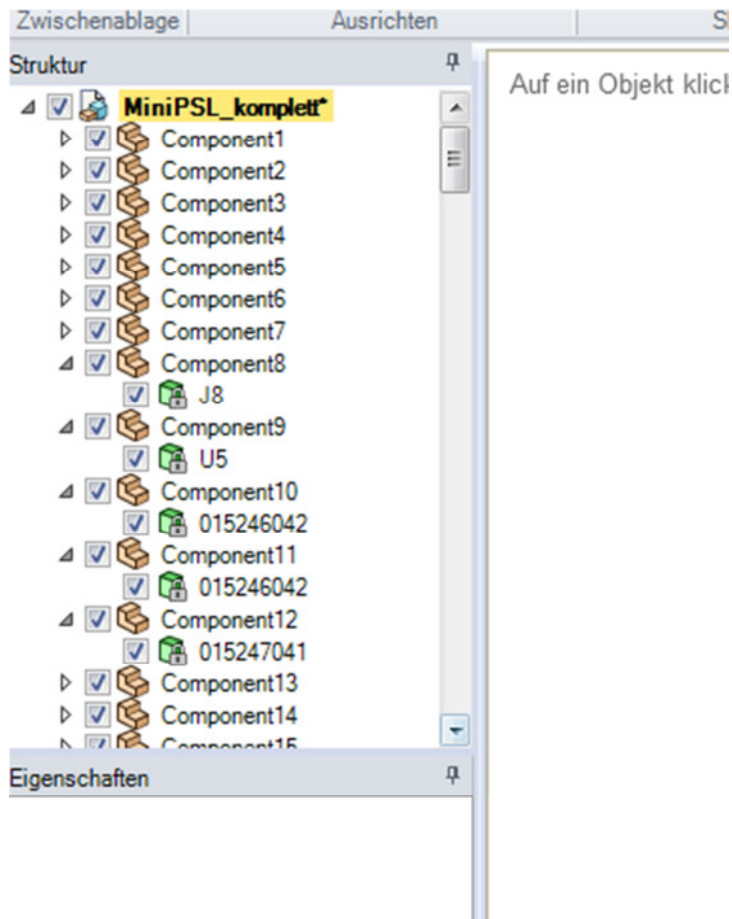 Zwischenablage
Ausrichten
Struktur
Auf ein Objekt
MiniPSL_komplett*
Component1
Component2
Component3
Component4
Component5
Component6
Component7
Component8
J8
Component9
U5
Component10
015246042
Component11
015246042
Component12
015247041
Component13
Component14
Component15
Eigenschaften